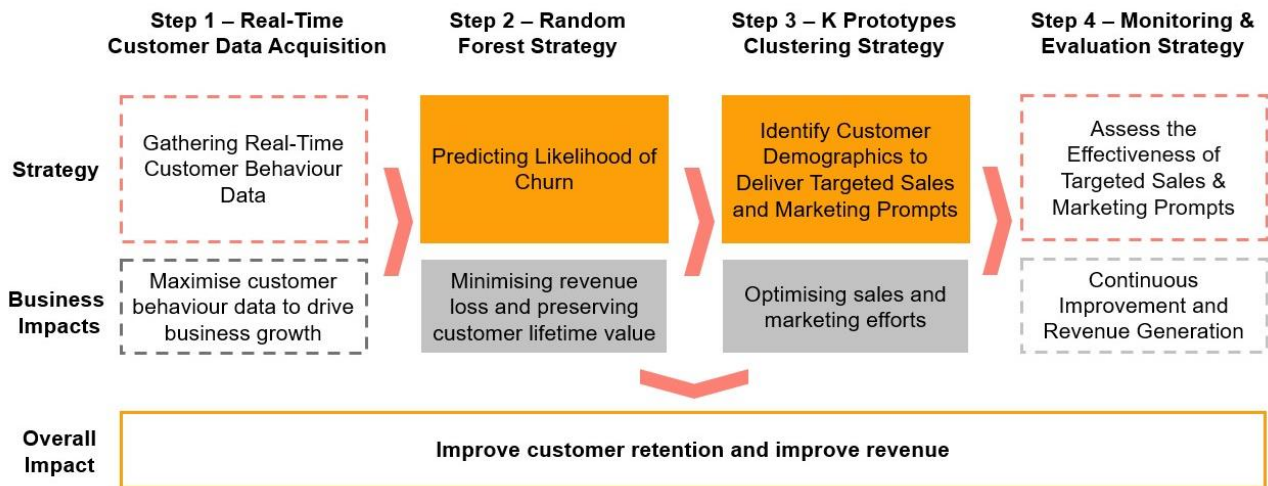 Step 1 – Real-Time
Customer Data Acquisition
Step 2 – Random
Forest Strategy
Step 3 – K Prototypes
Clustering Strategy
Step 4 – Monitoring &
Evaluation Strategy
Strategy
Gathering Real-Time
Customer Behaviour
Data
Predicting Likelihood of
Churn
Identify Customer
Demographics to
Deliver Targeted Sales
and Marketing Prompts
Assess the
Effectiveness of
Targeted Sales &
Marketing Prompts
Business
Impacts
Maximise customer
behaviour data to drive
business growth
Minimising revenue
loss and preserving
customer lifetime value
Optimising sales and
marketing efforts
Continuous
Improvement and
Revenue Generation
Overall
Impact
Improve customer retention and improve revenue